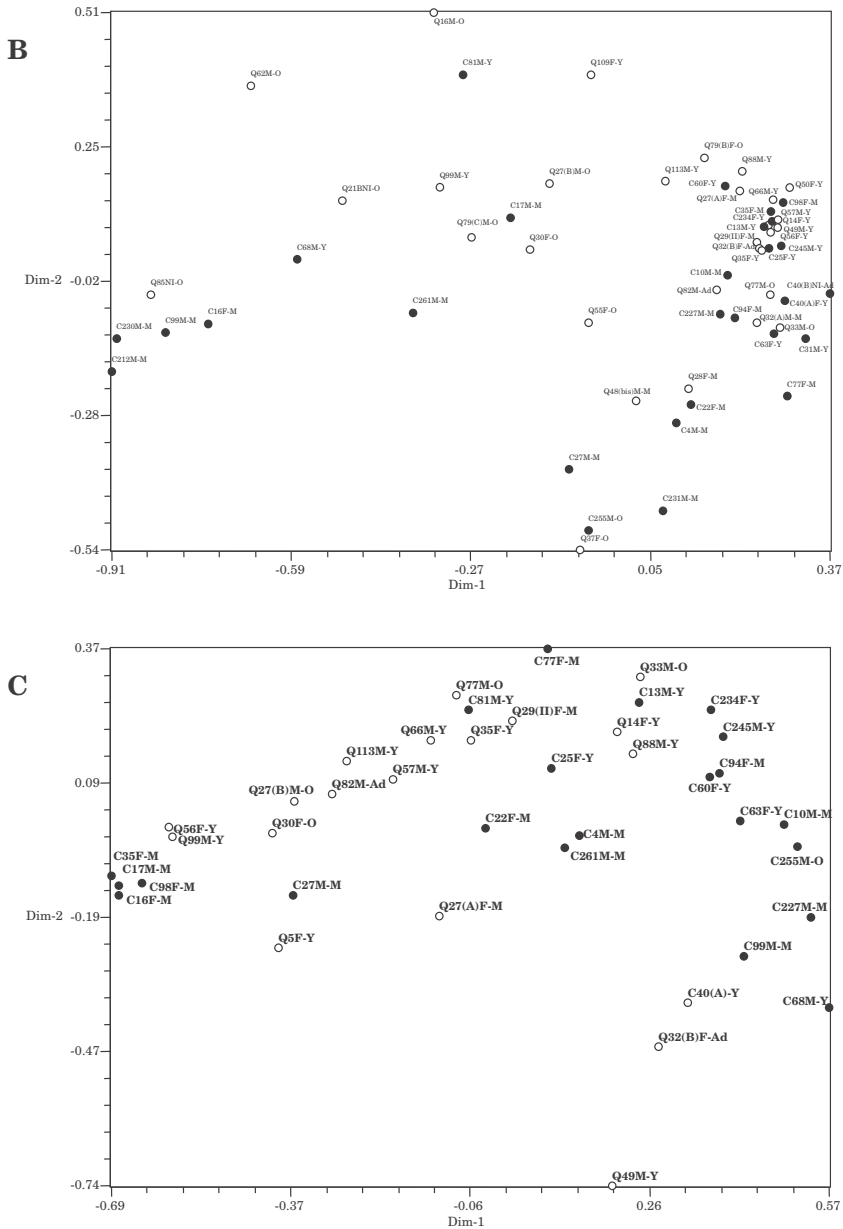 B
0.51
0.25
-0.02
-0.28
-0.54
Dim-2
Q16M-O
C81M-Y
Q109F-Y
Q62M-O
Q79(B)F-O
Q88M-Y
Q113M-Y
Q27(B)M-O
Q99M-Y
C60F-Y
Q66M-Y
Q50F-Y
Q21BNI-O
Q27(A)F-M
C98F-M
C17M-M
C35F-M
Q57M-Y
C234F-Y
Q14F-Y
Q79(C)M-O
C13M-Y
Q49M-Y
Q30F-O
Q29(II)F-M
Q56F-Y
C68M-Y
Q32(B)F-Ad
C245M-Y
Q35F-Y
C25F-Y
C10M-M
Q85NI-O
Q82M-Ad
Q77M-O
C40(B)NI-Ad
C40(A)F-Y
C261M-M
C16F-M
Q55F-O
C227M-M
C94F-M
Q32(A)M-M
C230M-M
C99M-M
Q33M-O
C63F-Y
C31M-Y
C212M-M
Q28F-M
C77F-M
Q48(bis)M-M
C22F-M
C4M-M
C27M-M
C231M-M
C255M-O
Q37F-O
-0.91
-0.59
-0.27
0.05
0.37
Dim-1
C
0.37
0.09
-0.19
-0.47
-0.74
Dim-2
C77F-M
Q33M-O
Q77M-O
C81M-Y
C13M-Y
C234F-Y
Q29(II)F-M
Q14F-Y
C245M-Y
Q66M-Y
Q35F-Y
Q88M-Y
Q113M-Y
C25F-Y
C94F-M
Q57M-Y
Q82M-Ad
C60F-Y
Q27(B)M-O
C63F-Y
C10M-M
Q56F-Y
Q30F-O
C22F-M
Q99M-Y
C4M-M
C261M-M
C255M-O
C35F-M
C17M-M
C98F-M
C16F-M
C27M-M
Q27(A)F-M
C227M-M
Q5F-Y
C99M-M
C40(A)-Y
C68M-Y
Q32(B)F-Ad
Q49M-Y
-0.69
-0.37
-0.06
0.26
0.57
Dim-1